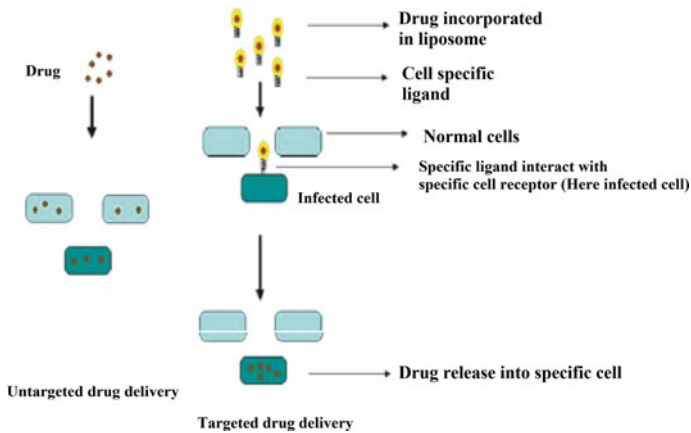 Drug
Untargeted drug delivery
Drug incorporated
in liposome
Cell specific
ligand
Normal cells
Specific ligand interact with
specific cell receptor (Here infected cell)
Infected cell
Drug release into specific cell
Targeted drug delivery